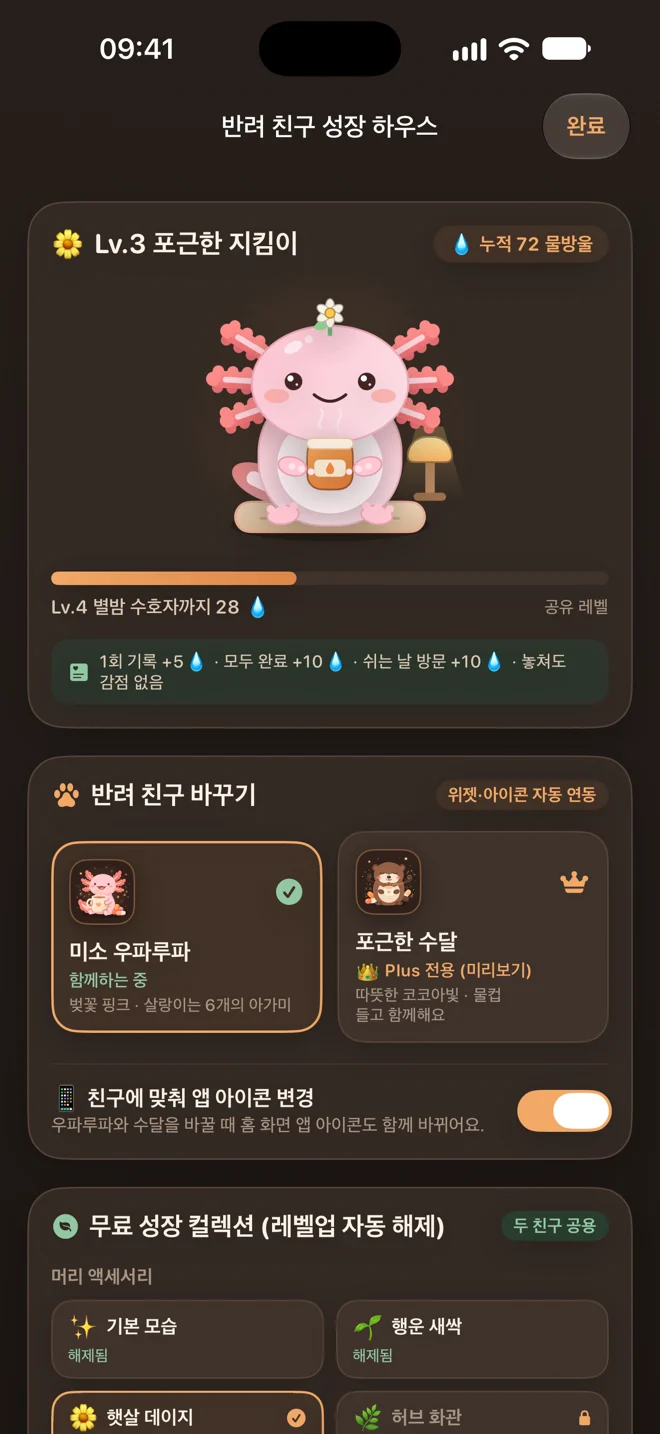 09:41
반려 친구 성장 하우스
완료
Lv.3 포근한 지킴이
누적 72 물방울
Lv.4 별밤 수호자까지 28
공유 레벨
1회 기록 +5 · 모두 완료 +10 · 쉬는 날 방문 +10 · 놓쳐도
감점 없음
반려 친구 바꾸기
위젯·아이콘 자동 연동
미소 우파루파
함께하는 중
벚꽃 핑크 · 살랑이는 6개의 아가미
포근한 수달
Plus 전용 (미리보기)
따뜻한 코코아빛 · 물컵
들고 함께해요
친구에 맞춰 앱 아이콘 변경
우파루파와 수달을 바꿀 때 홈 화면 앱 아이콘도 함께 바뀌어요.
무료 성장 컬렉션 (레벨업 자동 해제)
두 친구 공용
머리 액세서리
기본 모습
해제됨
행운 새싹
해제됨
햇살 데이지
허브 화관